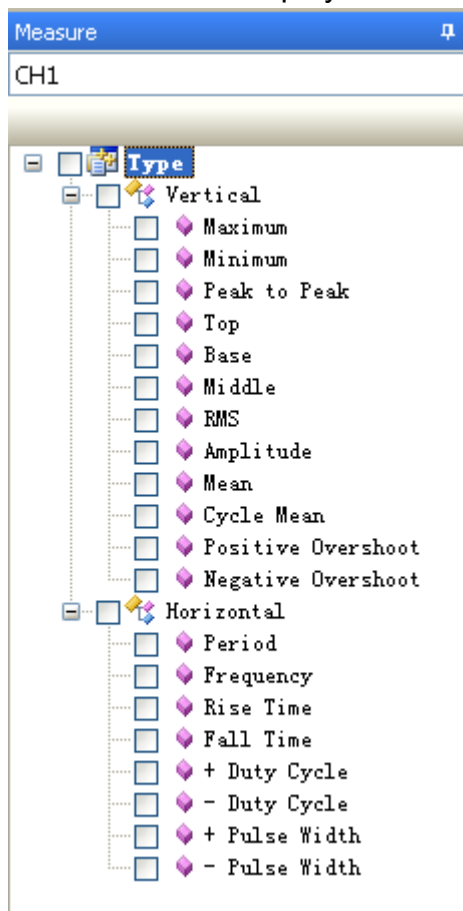 Measure
CH1
Type
Vertical
Maximum
Minimum
Peak to Peak
Top
Base
Middle
RMS
Amplitude
Mean
Cycle Mean
Positive Overshoot
Negative Overshoot
Horizontal
Period
Frequency
Rise Time
Fall Time
+ Duty Cycle
- Duty Cycle
+ Pulse Width
- Pulse Width